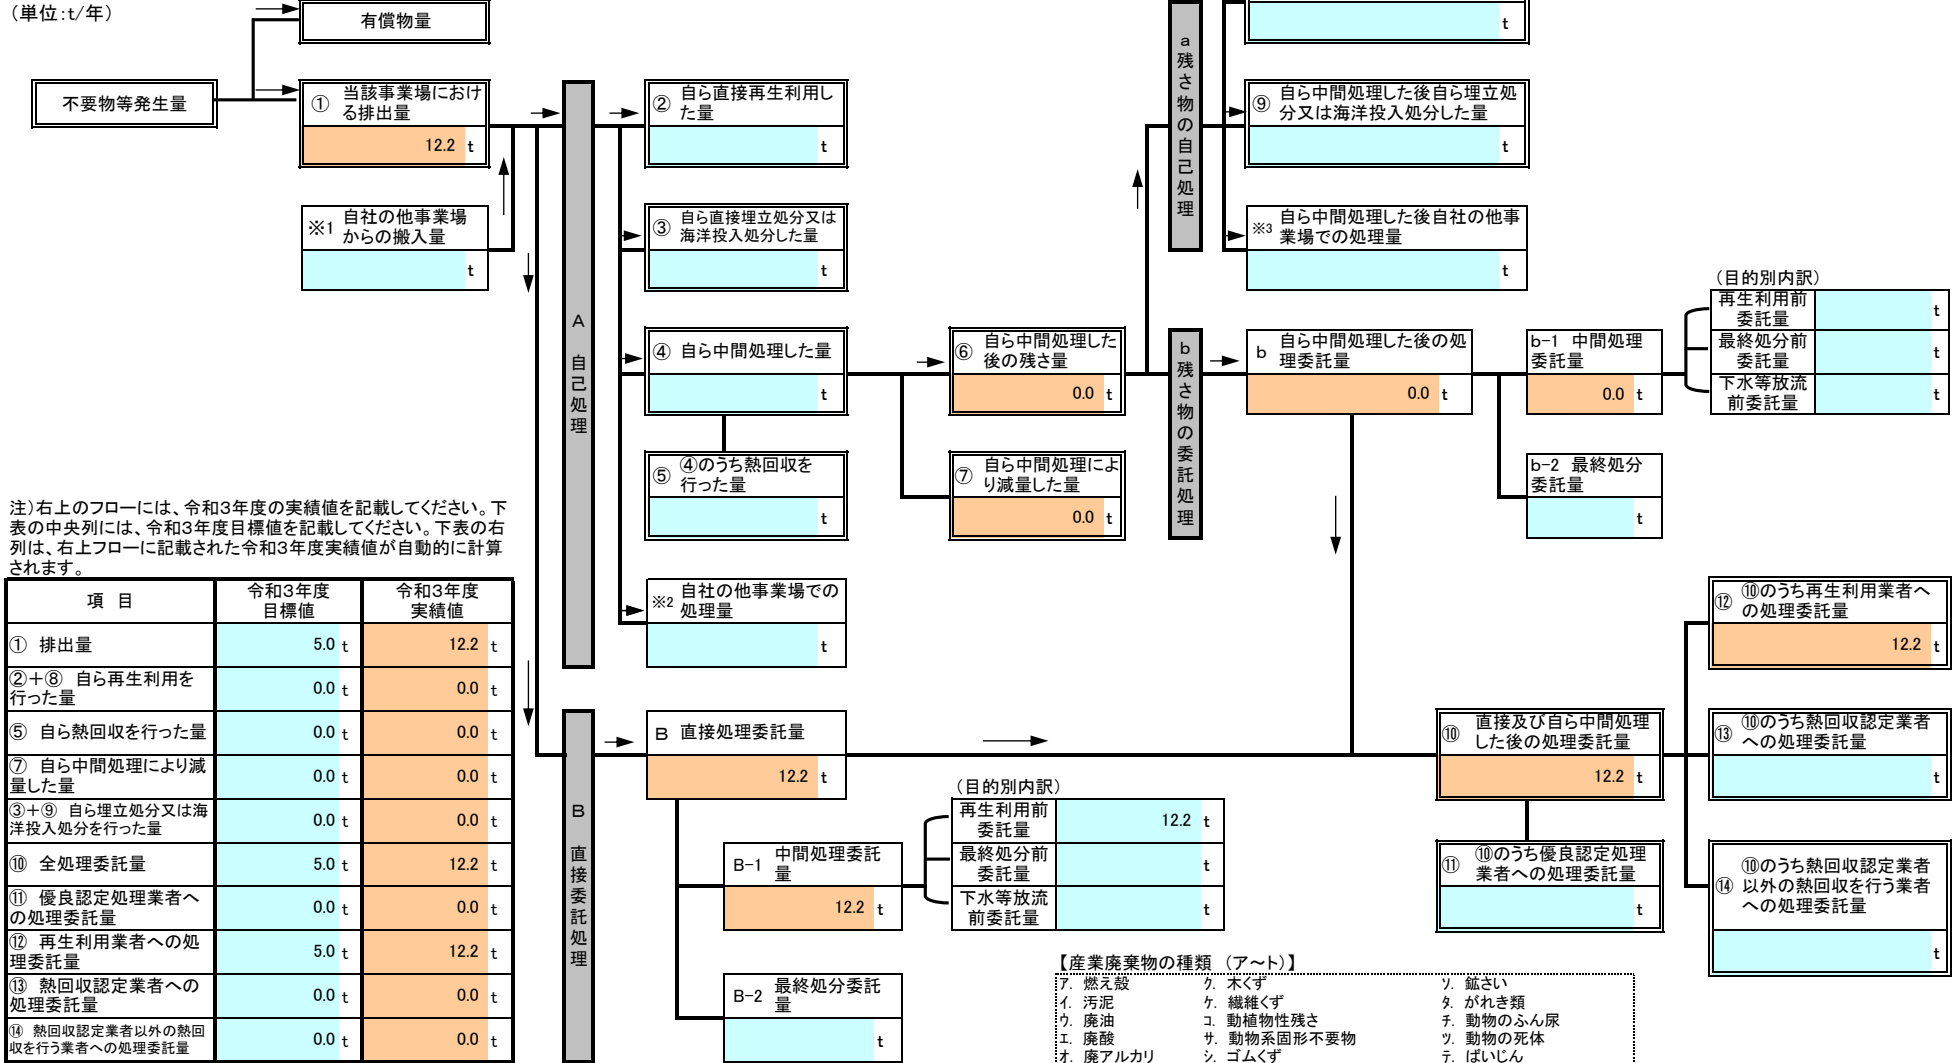 （単位：t/年）
有償物量
不要物等発生量
① 当該事業場におけ
る排出量
12.2 t
※1 自社の他事業場
からの搬入量
t
A 自己処理
② 自ら直接再生利用し
た量
t
③ 自ら直接埋立処分又は
海洋投入処分した量
t
④ 自ら中間処理した量
t
⑤ ④のうち熱回収を
行った量
t
※2 自社の他事業場での
処理量
t
⑥ 自ら中間処理した
後の残さ量
0.0 t
⑦ 自ら中間処理によ
り減量した量
0.0 t
a 残さ物の自己処理
t
⑨ 自ら中間処理した後自ら埋立処
分又は海洋投入処分した量
t
※3 自ら中間処理した後自社の他事
業場での処理量
t
b 残さ物の委託処理
b 自ら中間処理した後の処
理委託量
0.0 t
b-1 中間処理
委託量
0.0 t
b-2 最終処分
委託量
t
（目的別内訳）
再生利用前
委託量
t
最終処分前
委託量
t
下水等放流
前委託量
t
注）右上のフローには、令和3年度の実績値を記載してください。下
表の中央列には、令和3年度目標値を記載してください。下表の右
列は、右上フローに記載された令和3年度実績値が自動的に計算
されます。
項 目 令和3年度 目標値 令和3年度 実績値
① 排出量 5.0 t 12.2 t
②＋⑧ 自ら再生利用を
行った量 0.0 t 0.0 t
⑤ 自ら熱回収を行った量 0.0 t 0.0 t
⑦ 自ら中間処理により減
量した量 0.0 t 0.0 t
③＋⑨ 自ら埋立処分又は海
洋投入処分を行った量 0.0 t 0.0 t
⑩ 全処理委託量 5.0 t 12.2 t
⑪ 優良認定処理業者へ
の処理委託量 0.0 t 0.0 t
⑫ 再生利用業者への処
理委託量 5.0 t 12.2 t
⑬ 熱回収認定業者への
処理委託量 0.0 t 0.0 t
⑭ 熱回収認定業者以外の熱回
収を行う業者への処理委託量 0.0 t 0.0 t
B 直接委託処理
B 直接処理委託量
12.2 t
B-1 中間処理委託
量
12.2 t
B-2 最終処分委託
量
t
（目的別内訳）
再生利用前
委託量
12.2 t
最終処分前
委託量
t
下水等放流
前委託量
t
⑩ 直接及び自ら中間処理
した後の処理委託量
12.2 t
⑪ ⑩のうち優良認定処理
業者への処理委託量
t
⑫ ⑩のうち再生利用業者へ
の処理委託量
12.2 t
⑬ ⑩のうち熱回収認定業者
への処理委託量
t
⑭ ⑩のうち熱回収認定業者
以外の熱回収を行う業者
への処理委託量
t
【産業廃棄物の種類 （ア～ト）】
ア. 燃え殻 ク. 木くず ソ. 鉱さい
イ. 汚泥 ケ. 繊維くず タ. がれき類
ウ. 廃油 コ. 動植物性残さ チ. 動物のふん尿
エ. 廃酸 サ. 動物系固形不要物 ツ. 動物の死体
オ. 廃アルカリ シ. ゴムくず テ. ばいじん